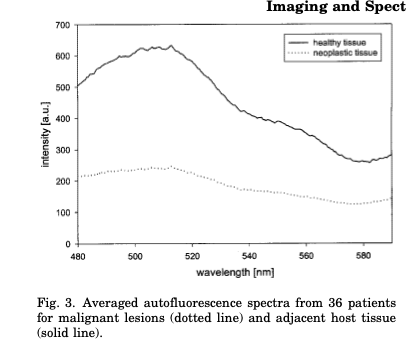 Imaging and Spect
700
600
500
400
300
200
100
0
intensity [a.u.]
healthy tissue
neoplastic tissue
480
500
520
540
560
580
wavelength [nm]
Fig. 3. Averaged autofluorescence spectra from 36 patients
for malignant lesions (dotted line) and adjacent host tissue
(solid line).